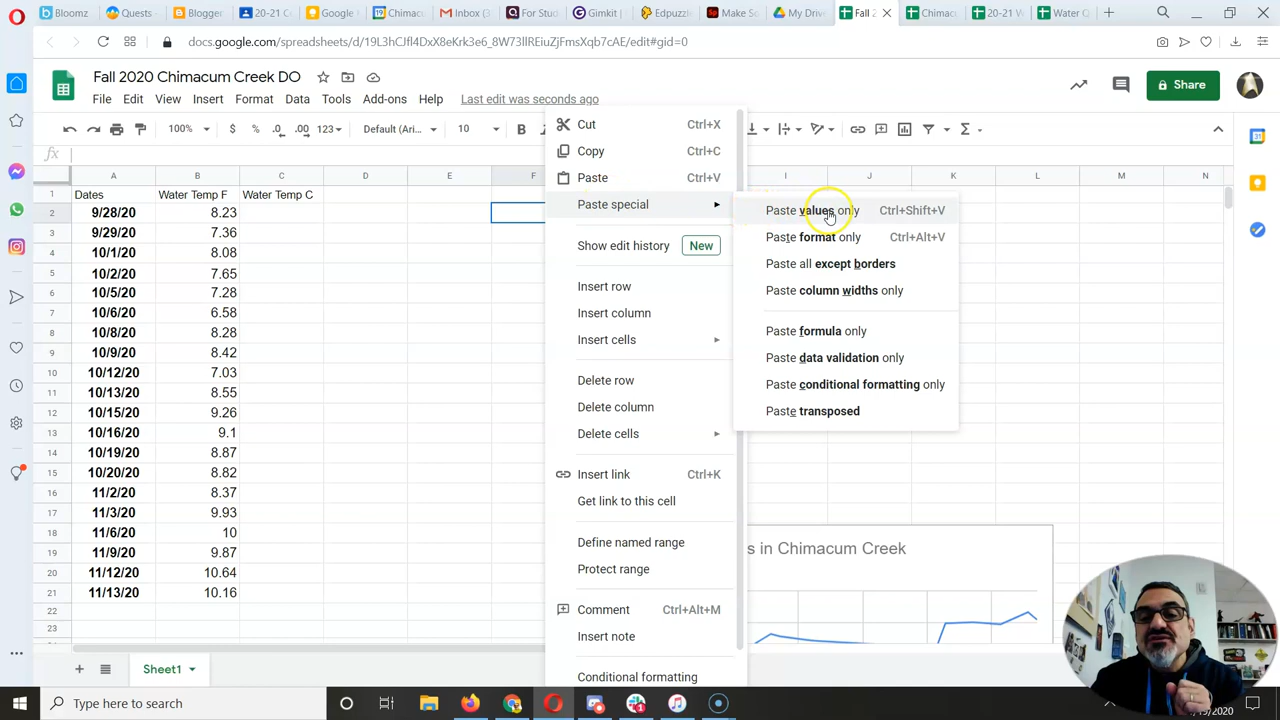 Bloomz
Quest -
Blogger
20-21 C
Google
Chimac
Inbox (3
For Stud
Gimkit |
Edpuzzl
Make So
My Drive
Fall 2
Chimac
20-21 W
Water Q
docs.google.com/spreadsheets/d/19L3hCJfl4DxX8eKrk3e6_8W73llREiuZjFmsXqb7cAE/edit#gid=0
Fall 2020 Chimacum Creek DO
Share
File Edit View Insert Format Data Tools Add-ons Help Last edit was seconds ago
100% $ % .0 .00 123 Default (Ari... 10 B
fx
A B C D E F I J K L M N
1 Dates Water Temp F Water Temp C
2 9/28/20 8.23
3 9/29/20 7.36
4 10/1/20 8.08
5 10/2/20 7.65
6 10/5/20 7.28
7 10/6/20 6.58
8 10/8/20 8.28
9 10/9/20 8.42
10 10/12/20 7.03
11 10/13/20 8.55
12 10/15/20 9.26
13 10/16/20 9.1
14 10/19/20 8.87
15 10/20/20 8.82
16 11/2/20 8.37
17 11/3/20 9.93
18 11/6/20 10
19 11/9/20 9.87
20 11/12/20 10.64
21 11/13/20 10.16
22
23
Cut Ctrl+X
Copy Ctrl+C
Paste Ctrl+V
Paste special
Show edit history New
Insert row
Insert column
Insert cells
Delete row
Delete column
Delete cells
Insert link Ctrl+K
Get link to this cell
Define named range
Protect range
Comment Ctrl+Alt+M
Insert note
Conditional formatting
Paste values only Ctrl+Shift+V
Paste format only Ctrl+Alt+V
Paste all except borders
Paste column widths only
Paste formula only
Paste data validation only
Paste conditional formatting only
Paste transposed
s in Chimacum Creek
Sheet1
Type here to search
/2020